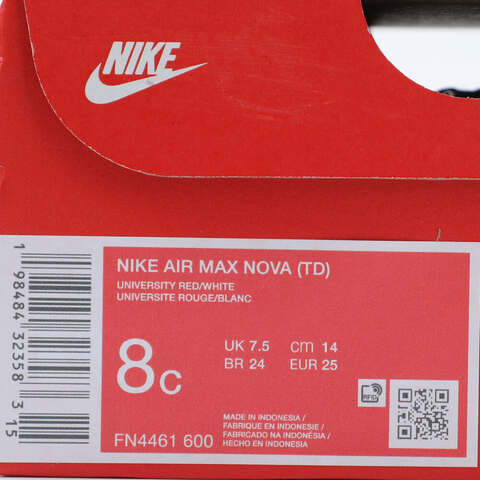 NIKE
NIKE AIR MAX NOVA (TD)
UNIVERSITY RED/WHITE
UNIVERSITE ROUGE/BLANC
8C
UK 7.5 cm 14
BR 24 EUR 25
RFID
FN4461 600
MADE IN INDONESIA /
FABRIQUE EN INDONESIE /
FABRICADO NA INDONÉSIA /
HECHO EN INDONESIA
1 98484 32358 3 15